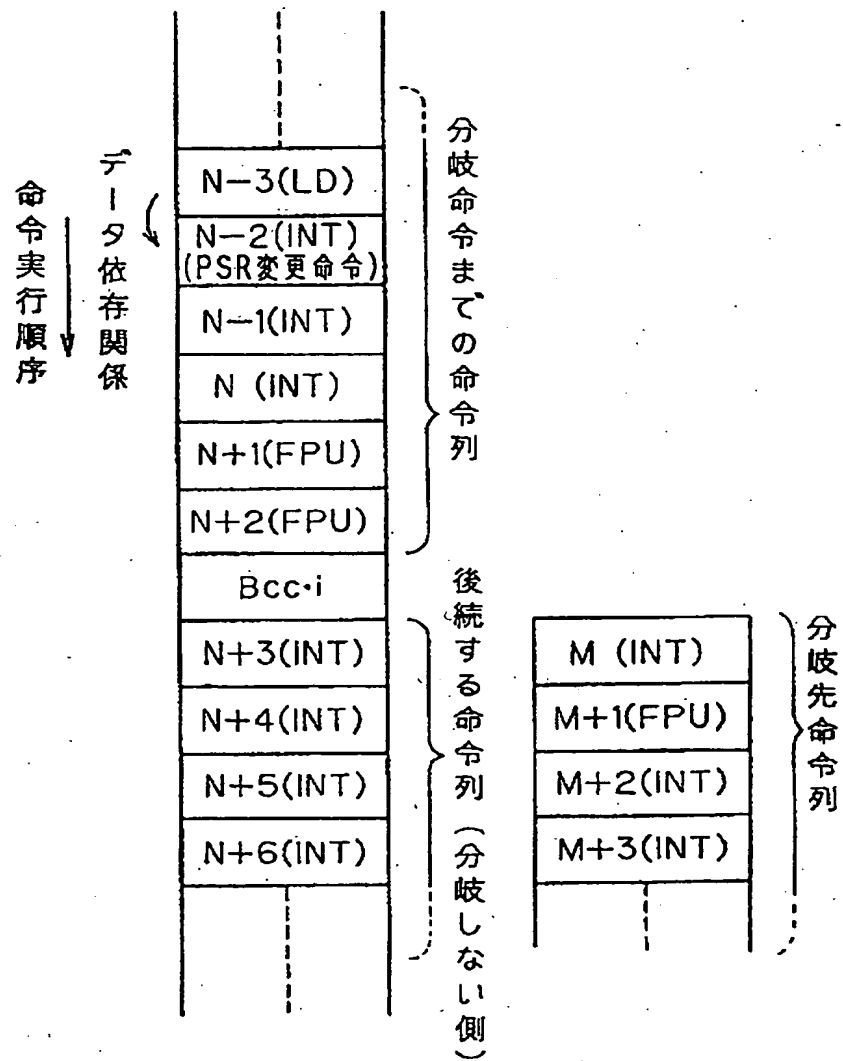 命令実行順序
データ依存関係
N−3(LD)
N−2(INT)
(PSR変更命令)
N−1(INT)
N (INT)
N+1(FPU)
N+2(FPU)
Bcc·i
N+3(INT)
N+4(INT)
N+5(INT)
N+6(INT)
分岐命令までの命令列
後続する命令列(分岐しない側)
M (INT)
M+1(FPU)
M+2(INT)
M+3(INT)
分岐先命令列